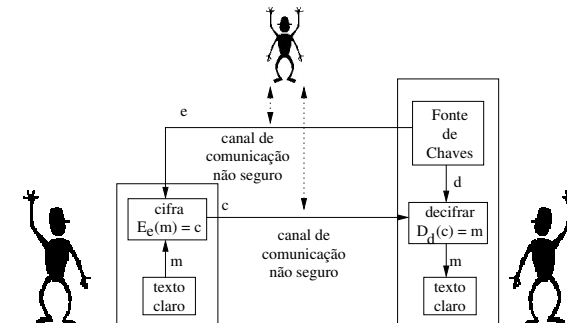 e
Fonte
de
Chaves
canal de
comunicação
não seguro
d
cifra
E_e(m) = c
c
decifrar
D_d(c) = m
canal de
comunicação
não seguro
m
m
texto
claro
texto
claro